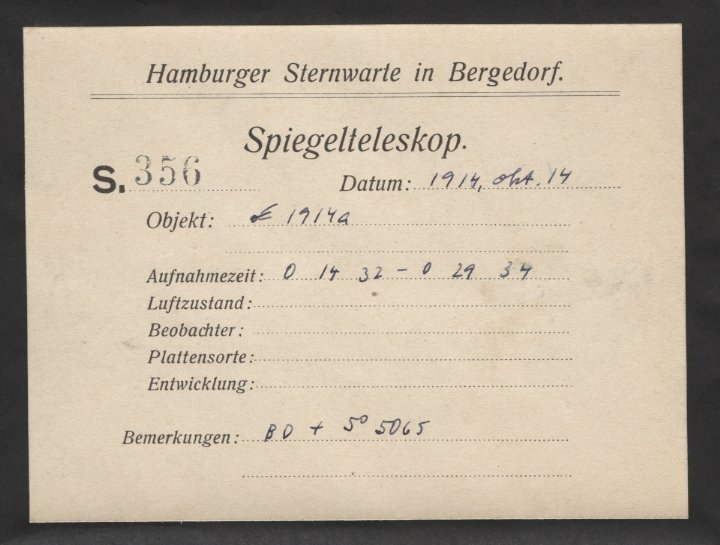 Hamburger Sternwarte in Bergedorf.
Spiegelteleskop.
S. 356
Datum: 1914, Okt. 14
Objekt: 1914a
Aufnahmezeit: 0 14 32 - 0 29 34
Luftzustand:
Beobachter:
Plattensorte:
Entwicklung:
Bemerkungen: BD + 5° 5065